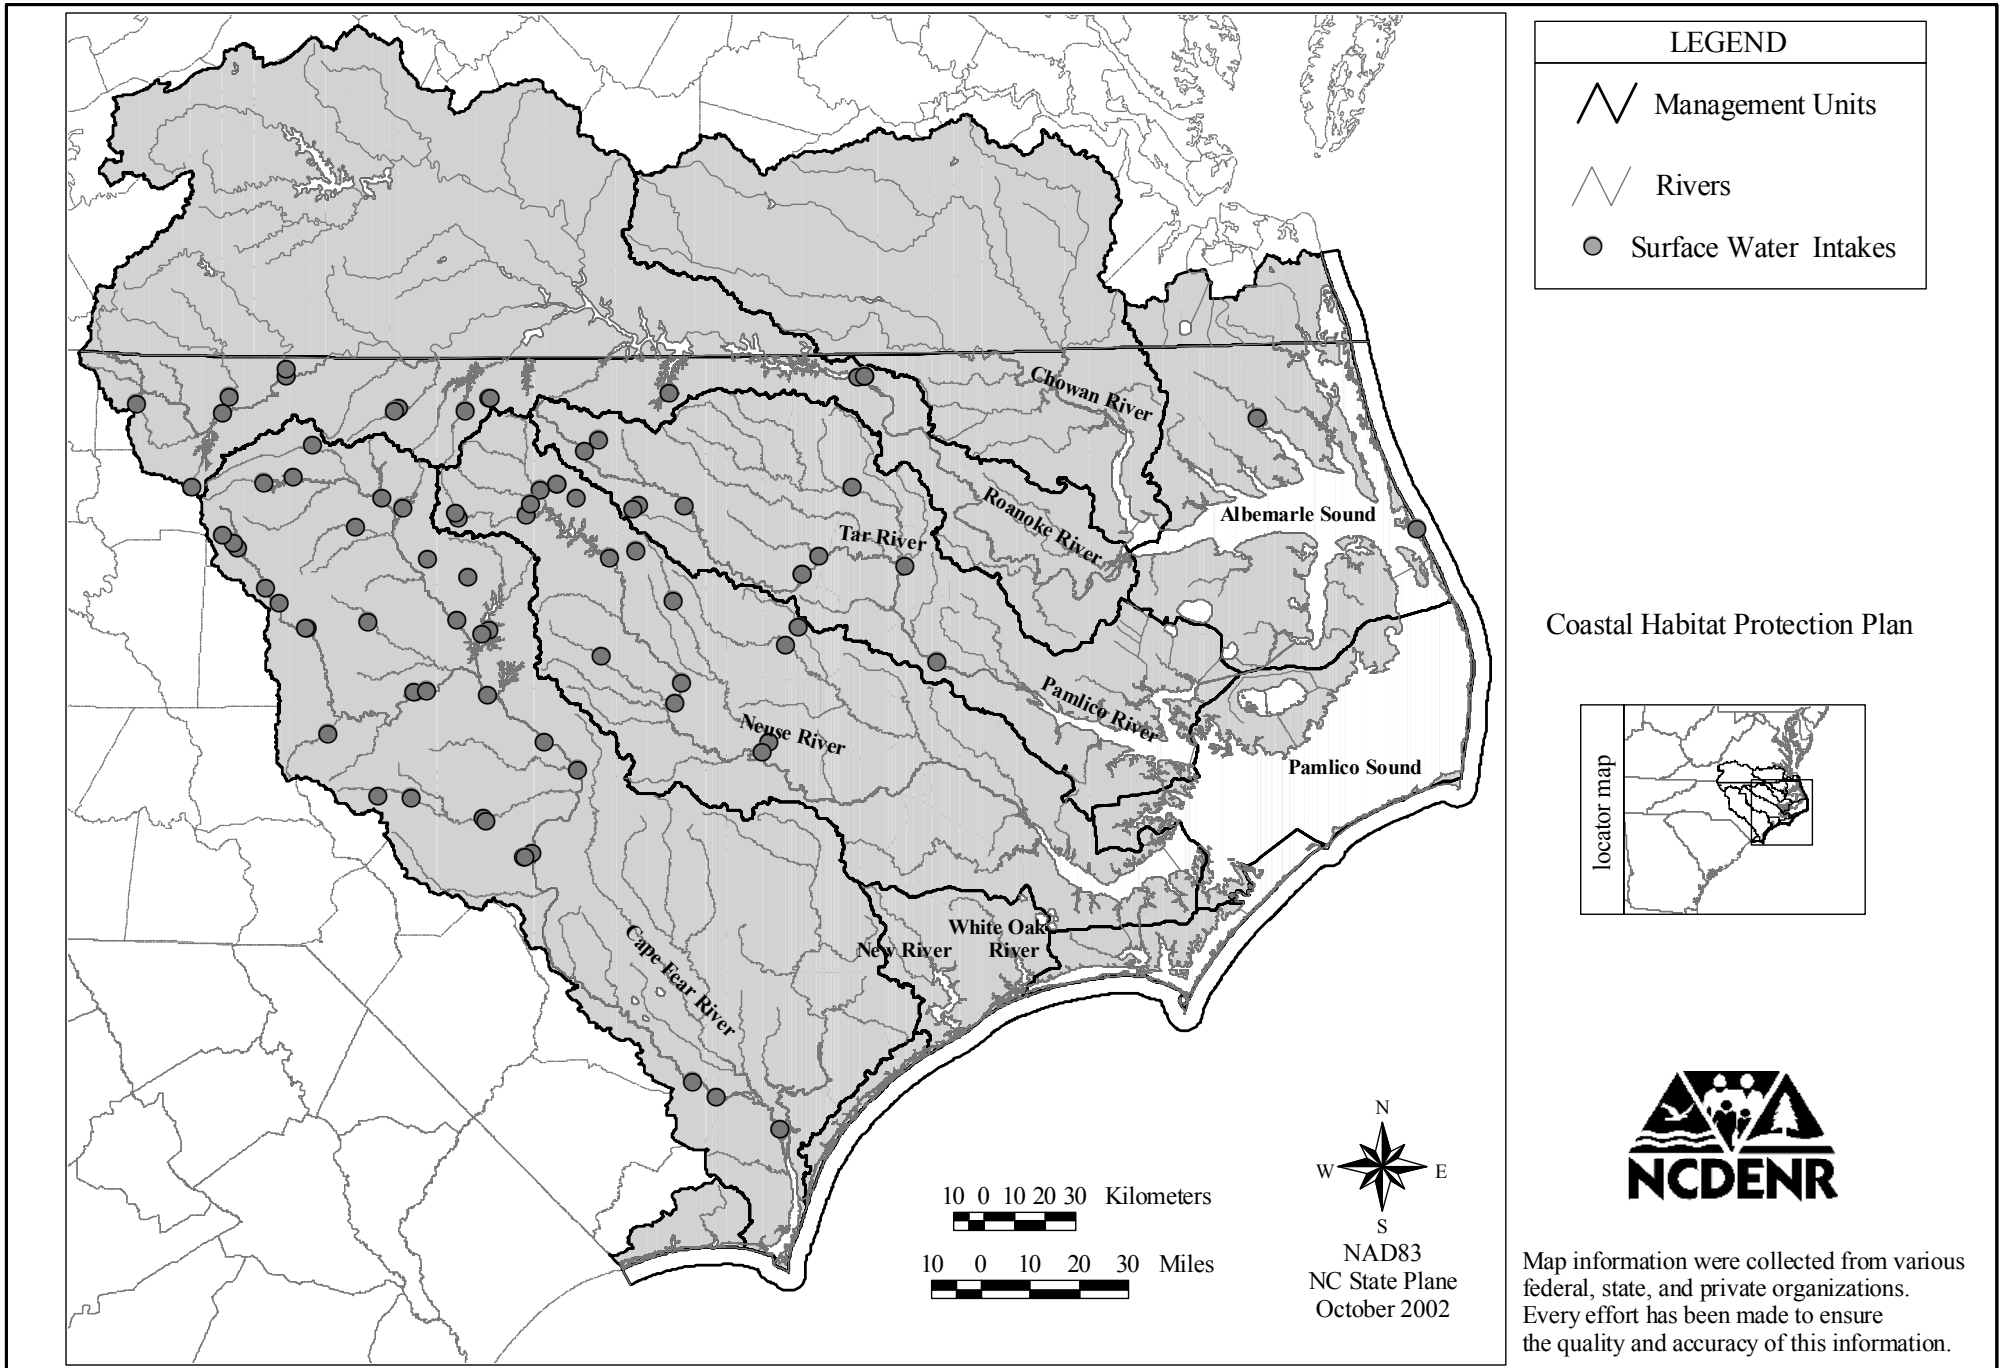 LEGEND
Management Units
Rivers
Surface Water Intakes
Chowan River
Roanoke River
Albemarle Sound
Tar River
Pamlico River
Neuse River
Pamlico Sound
White Oak
River
New River
Cape Fear River
Coastal Habitat Protection Plan
locator map
10 0 10 20 30 Kilometers
10 0 10 20 30 Miles
N
W E
S
NAD83
NC State Plane
October 2002
NCDENR
Map information were collected from various
federal, state, and private organizations.
Every effort has been made to ensure
the quality and accuracy of this information.